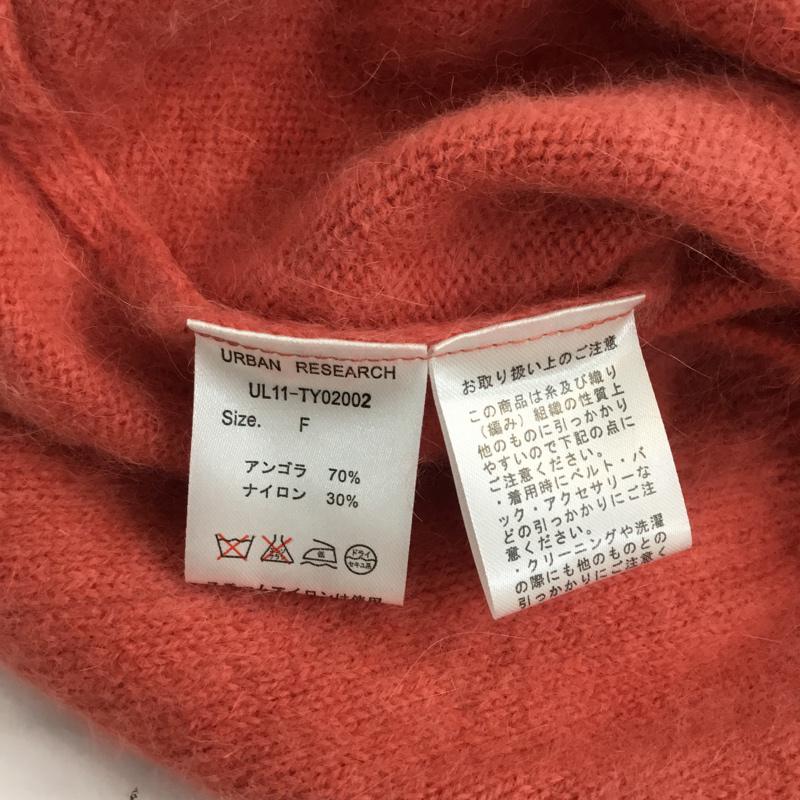 URBAN RESEARCH
UL11-TY02002
Size. F
アンゴラ 70%
ナイロン 30%
低
ドライ
セキユ系
お取り扱い上のご注意
この商品は糸及び織り
(編み)組織の性質上
他のものに引っかかり
やすいので下記の点に
ご注意ください。
・着用時にベルト・バ
ック・アクセサリーな
どの引っかかりにご注
意ください。
・クリーニングや洗濯
の際にも他のものとの
引っかかりにご注意く